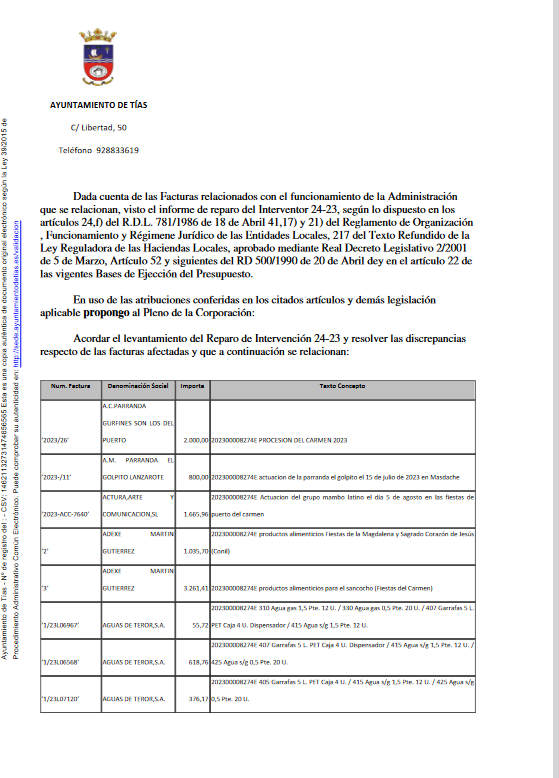 AYUNTAMIENTO DE TÍAS
C/ Libertad, 50
Teléfono 928833619
Dada cuenta de las Facturas relacionados con el funcionamiento de la Administración
que se relacionan, visto el informe de reparo del Interventor 24-23, según lo dispuesto en los
artículos 24,f) del R.D.L. 781/1986 de 18 de Abril 41,17) y 21) del Reglamento de Organización
, Funcionamiento y Régimene Jurídico de las Entidades Locales, 217 del Texto Refundido de la
Ley Reguladora de las Haciendas Locales, aprobado mediante Real Decreto Legislativo 2/2001
de 5 de Marzo, Artículo 52 y siguientes del RD 500/1990 de 20 de Abril dey en el artículo 22 de
las vigentes Bases de Ejección del Presupuesto.
En uso de las atribuciones conferidas en los citados artículos y demás legislación
aplicable propongo al Pleno de la Corporación:
Acordar el levantamiento del Reparo de Intervención 24-23 y resolver las discrepancias
respecto de las facturas afectadas y que a continuación se relacionan:
Num. Factura Denominación Social Importe Texto Concepto
A.C.PARRANDA
GURFINES SON LOS DEL
'2023/26' PUERTO 2.000,00 202300008274E PROCESION DEL CARMEN 2023
A.M. PARRANDA EL
'2023-/11' GOLPITO LANZAROTE 800,00 202300008274E actuacion de la parranda el golpito el 15 de julio de 2023 en Masdache
ACTURA,ARTE Y 202300008274E Actuacion del grupo mambo latino el dia 5 de agosto en las fiestas de
'2023-ACC-7640' COMUNICACION,SL 1.665,96 puerto del carmen
ADEXE MARTIN 202300008274E productos alimenticios Fiestas de la Magdalena y Sagrado Corazón de Jesús
'2' GUTIERREZ 1.035,70 (Conil)
ADEXE MARTIN
'3' GUTIERREZ 3.261,41 202300008274E productos alimenticios para el sancocho (Fiestas del Carmen)
202300008274E 310 Agua gas 1,5 Pte. 12 U. / 330 Agua gas 0,5 Pte. 20 U. / 407 Garrafas 5 L.
'1/23L06967' AGUAS DE TEROR,S.A. 55,72 PET Caja 4 U. Dispensador / 415 Agua s/g 1,5 Pte. 12 U.
202300008274E 407 Garrafas 5 L. PET Caja 4 U. Dispensador / 415 Agua s/g 1,5 Pte. 12 U. /
'1/23L06568' AGUAS DE TEROR,S.A. 618,76 425 Agua s/g 0,5 Pte. 20 U.
202300008274E 405 Garrafas 5 L. PET Caja 4 U. / 415 Agua s/g 1,5 Pte. 12 U. / 425 Agua s/g
'1/23L07120' AGUAS DE TEROR,S.A. 376,17 0,5 Pte. 20 U.
Ayuntamiento de Tías - Nº de registro del : - CSV: 14621132731474656565 Esta es una copia auténtica de documento original electrónico según la Ley 39/2015 de
Procedimiento Administrativo Comun Electrónico. Puede comprobar su autenticidad en: http://sede.ayuntamientodetias.es/validacion